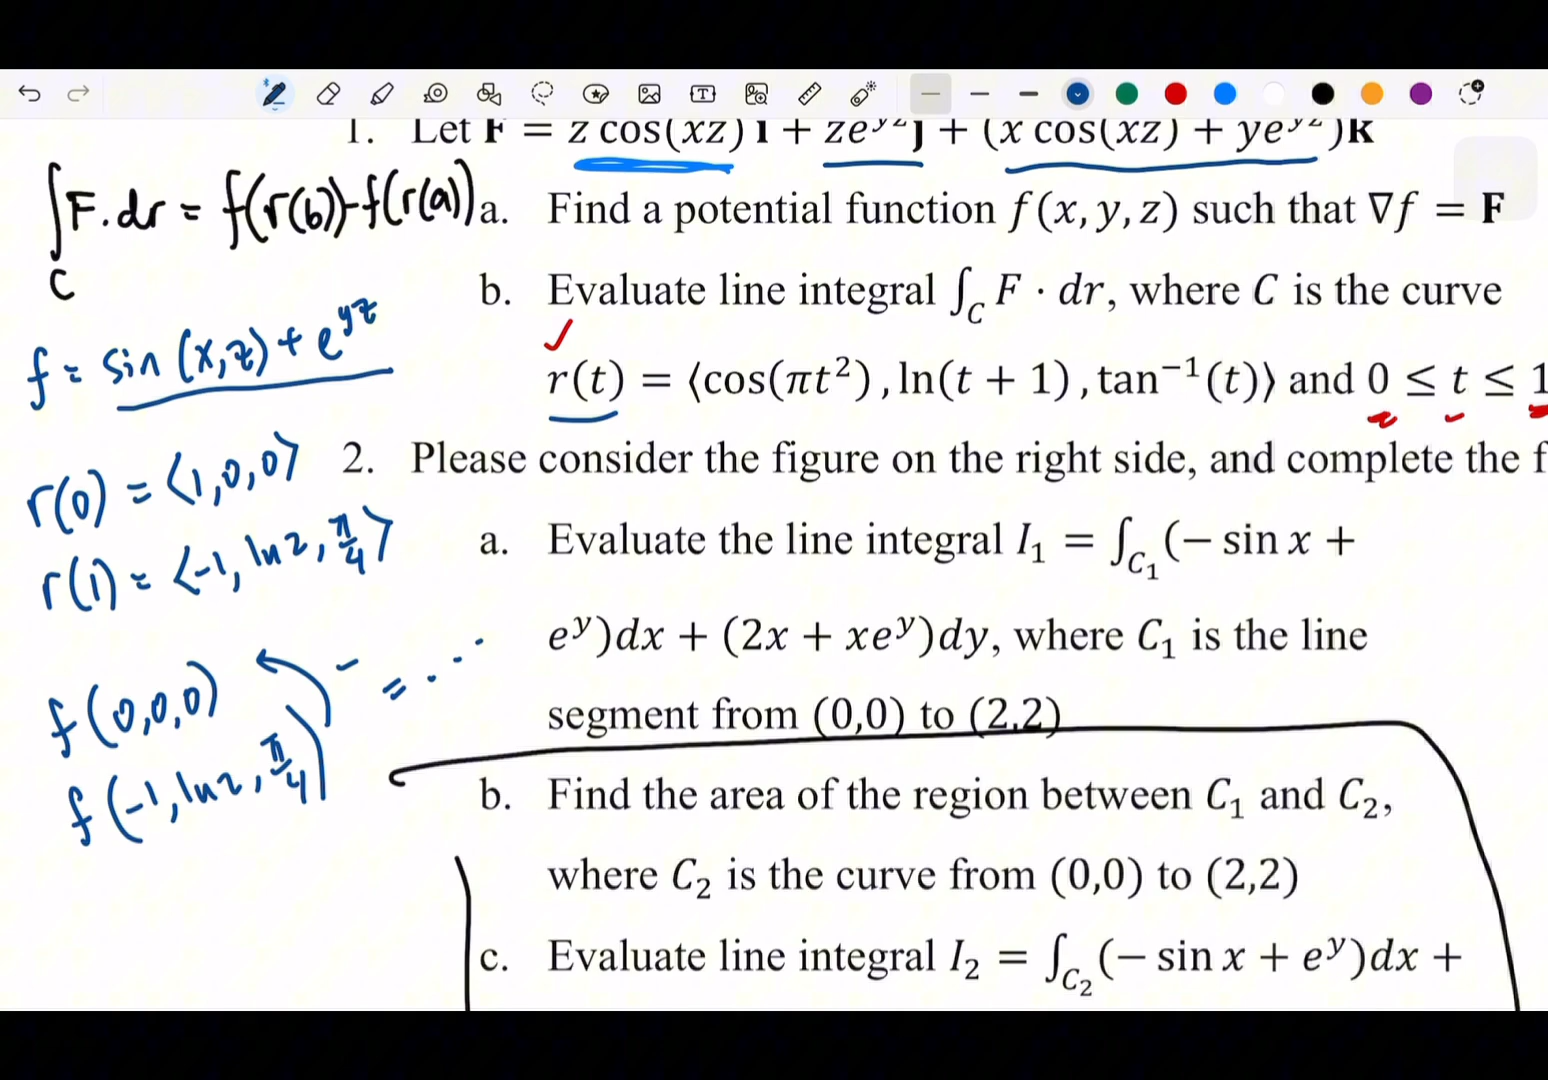 1. Let F = z cos(xz) i + ze^{yz} j + (x cos(xz) + ye^{yz})k
∫_C F.dr = f(r(b))-f(r(a))
a. Find a potential function f(x, y, z) such that ∇f = F
b. Evaluate line integral ∫_C F · dr, where C is the curve
r(t) = ⟨cos(πt²), ln(t + 1), tan⁻¹(t)⟩ and 0 ≤ t ≤ 1
f = sin (x,z) + e^{yz}
r(0) = ⟨1,0,0⟩
r(1) = ⟨-1, ln2, π/4⟩
f(0,0,0)
f(-1, ln2, π/4)
- = ...
2. Please consider the figure on the right side, and complete the f
a. Evaluate the line integral I₁ = ∫_{C₁}(− sin x +
e^y)dx + (2x + xe^y)dy, where C₁ is the line
segment from (0,0) to (2,2)
b. Find the area of the region between C₁ and C₂,
where C₂ is the curve from (0,0) to (2,2)
c. Evaluate line integral I₂ = ∫_{C₂}(− sin x + e^y)dx +